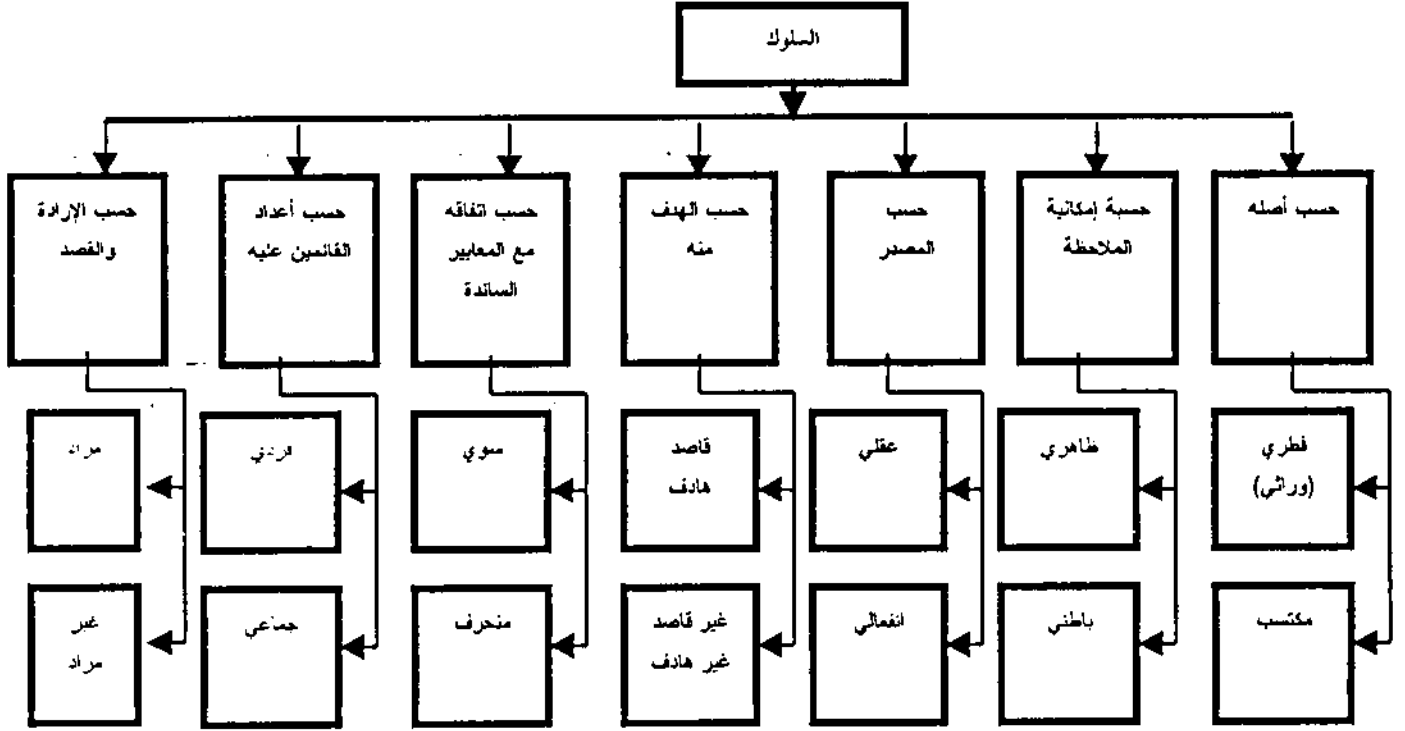 السلوك
حسب أصله
حسبة إمكانية
الملاحظة
حسب
المصدر
حسب الهدف
منه
حسب اتفاقه
مع المعايير
السائدة
حسب أعداد
القائمين عليه
حسب الإرادة
والقصد
فطري
(وراثي)
ظاهري
عقلي
قاصد
هادف
سوي
فردي
مراد
مكتسب
باطني
انفعالي
غير قاصد
غير هادف
منحرف
جماعي
غير
مراد